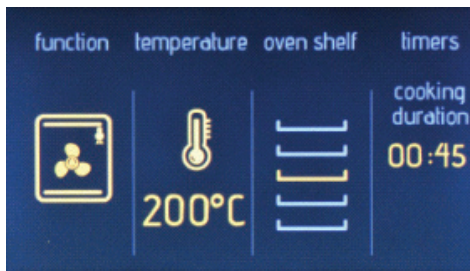 function temperature oven shelf timers
cooking
duration
00:45
200°C